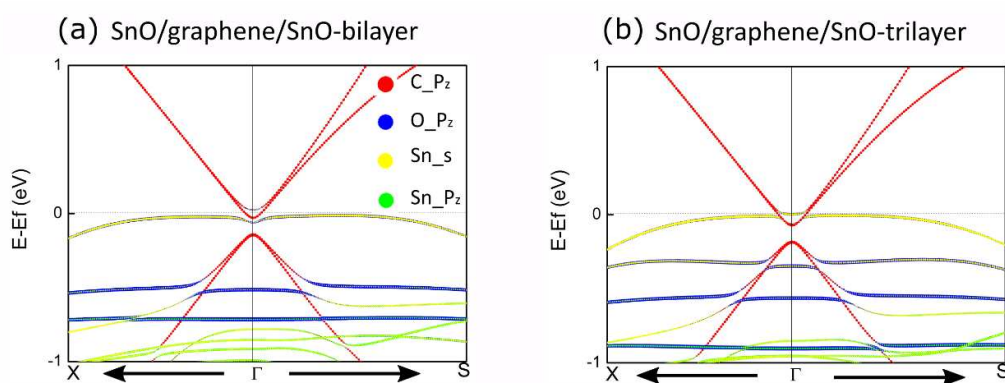 (a) SnO/graphene/SnO-bilayer
(b) SnO/graphene/SnO-trilayer
1
C_Pz
O_Pz
Sn_s
Sn_Pz
E-Ef (eV)
0
-1
X
Γ
S
1
E-Ef (eV)
0
-1
X
Γ
S